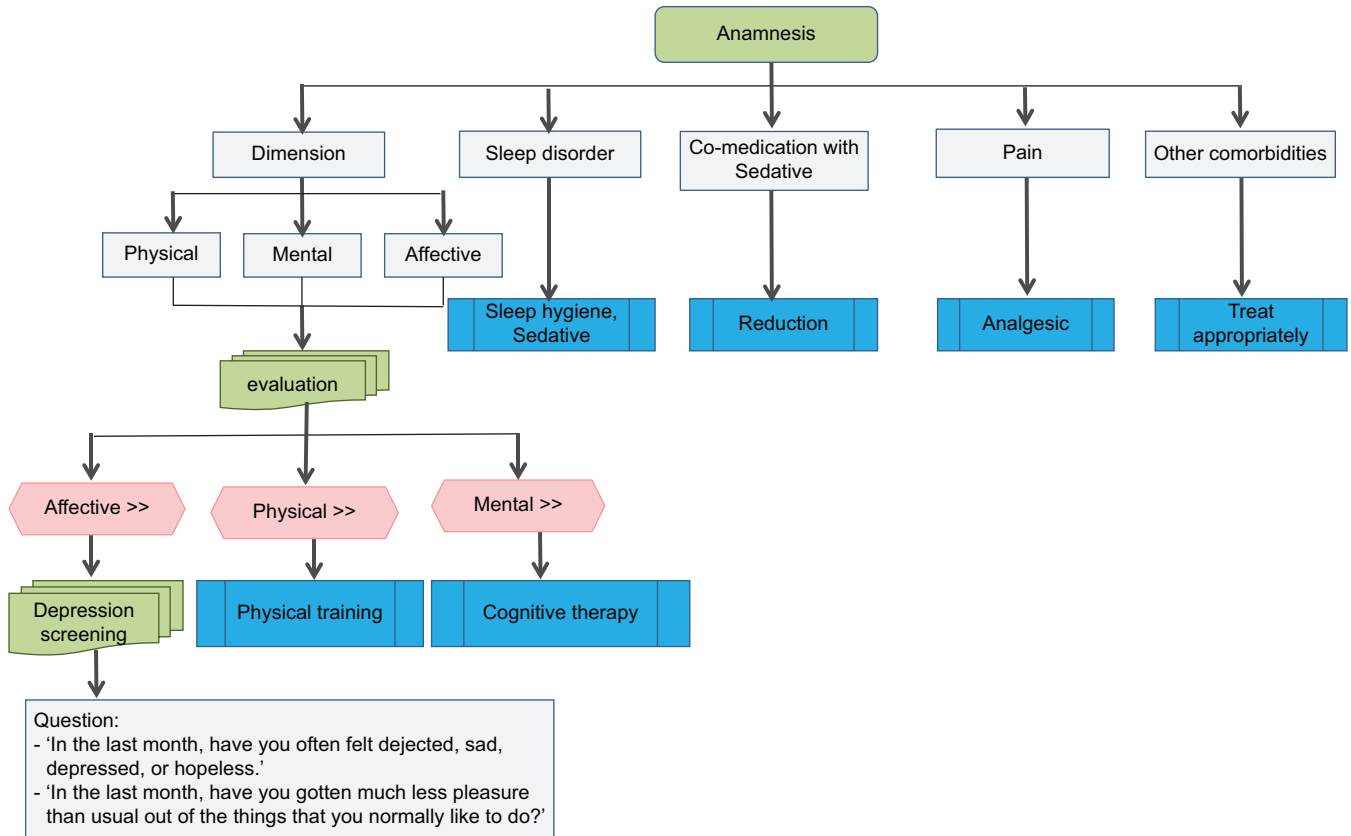 Anamnesis
Dimension
Sleep disorder
Co-medication with
Sedative
Pain
Other comorbidities
Physical
Mental
Affective
Sleep hygiene,
Sedative
Reduction
Analgesic
Treat
appropriately
evaluation
Affective >>
Physical >>
Mental >>
Depression
screening
Physical training
Cognitive therapy
Question:
- ‘In the last month, have you often felt dejected, sad,
depressed, or hopeless.’
- ‘In the last month, have you gotten much less pleasure
than usual out of the things that you normally like to do?’